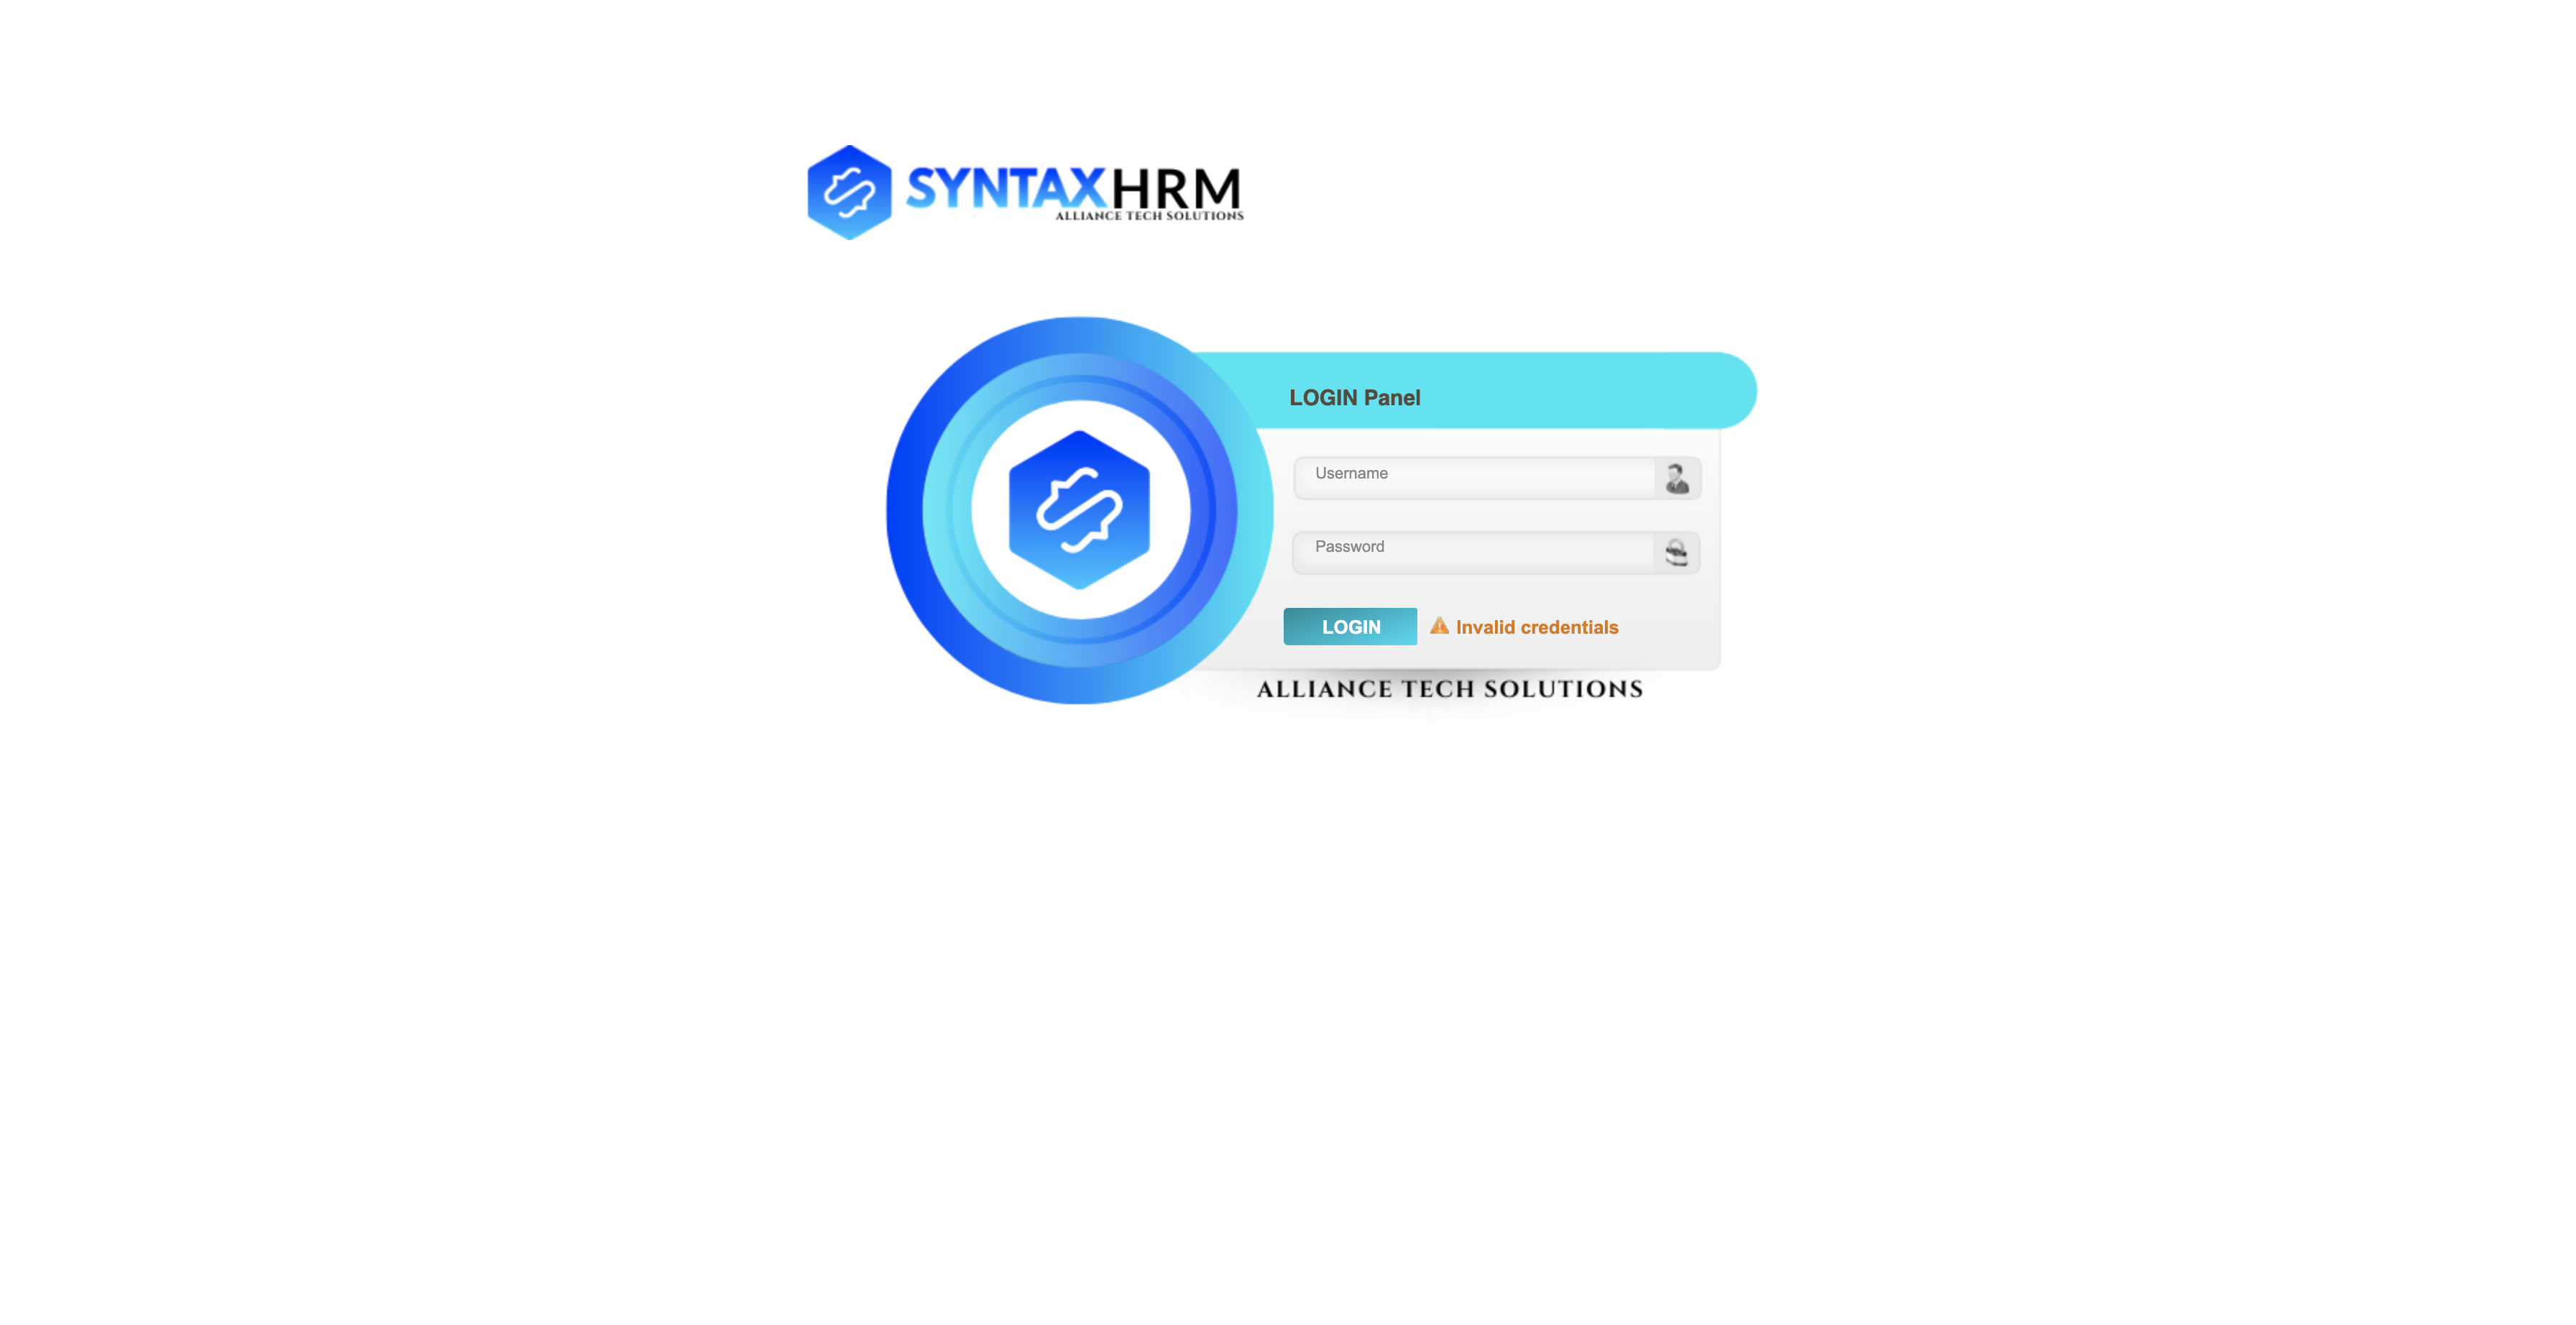 SYNTAXHRM
ALLIANCE TECH SOLUTIONS
LOGIN Panel
Username
Password
LOGIN
Invalid credentials
ALLIANCE TECH SOLUTIONS